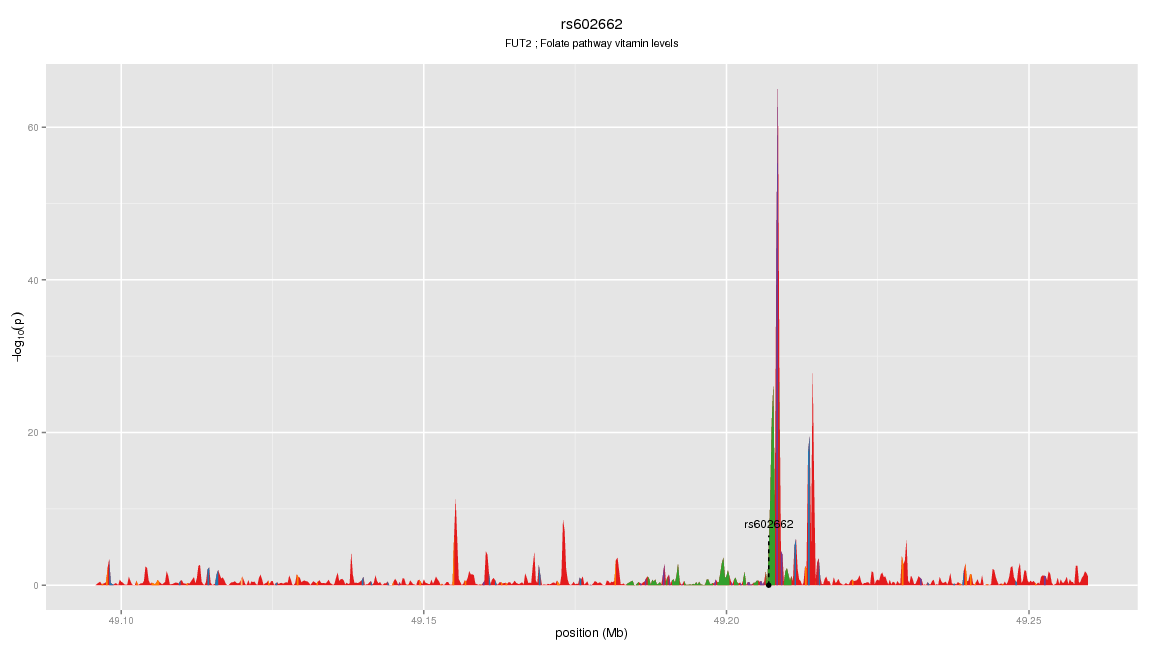 rs602662
FUT2 ; Folate pathway vitamin levels
60
40
20
0
−log10(p)
rs602662
49.10
49.15
49.20
49.25
position (Mb)